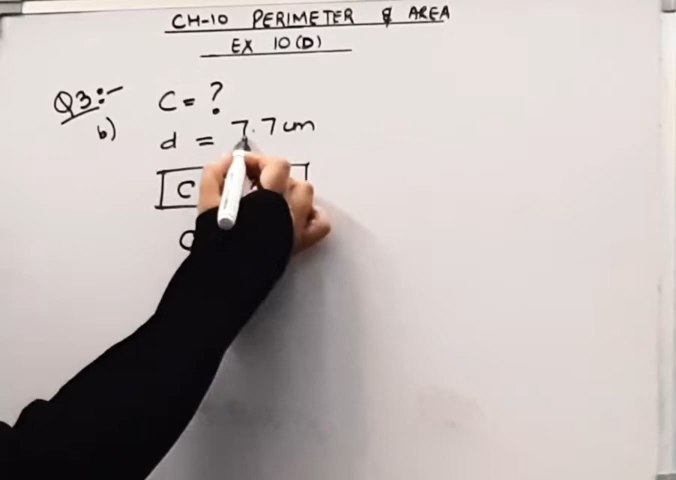 CH-10 PERIMETER & AREA
EX 10(D)
Q3:- C = ?
b) d = 7.7 cm
C